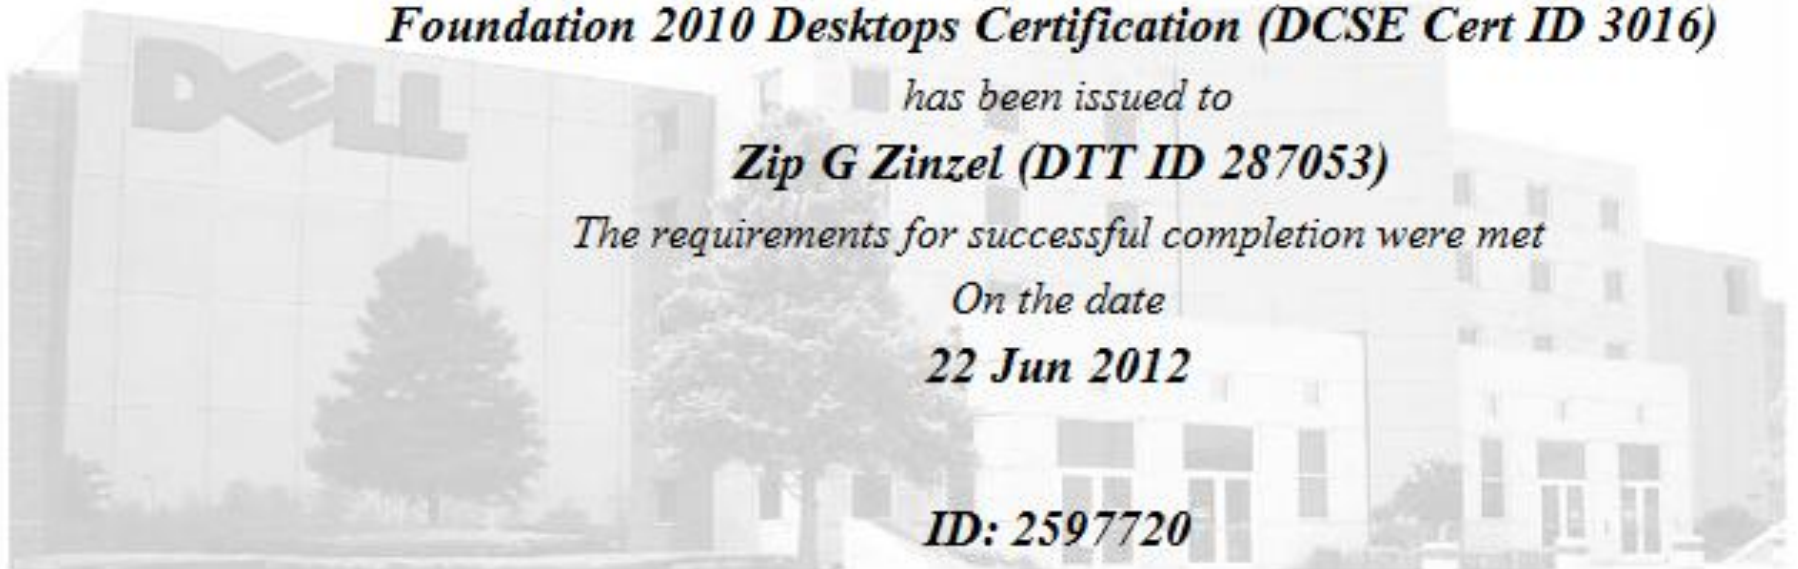 Foundation 2010 Desktops Certification (DCSE Cert ID 3016)
DELL
has been issued to
Zip G Zinzel (DTT ID 287053)
The requirements for successful completion were met
On the date
22 Jun 2012
ID: 2597720